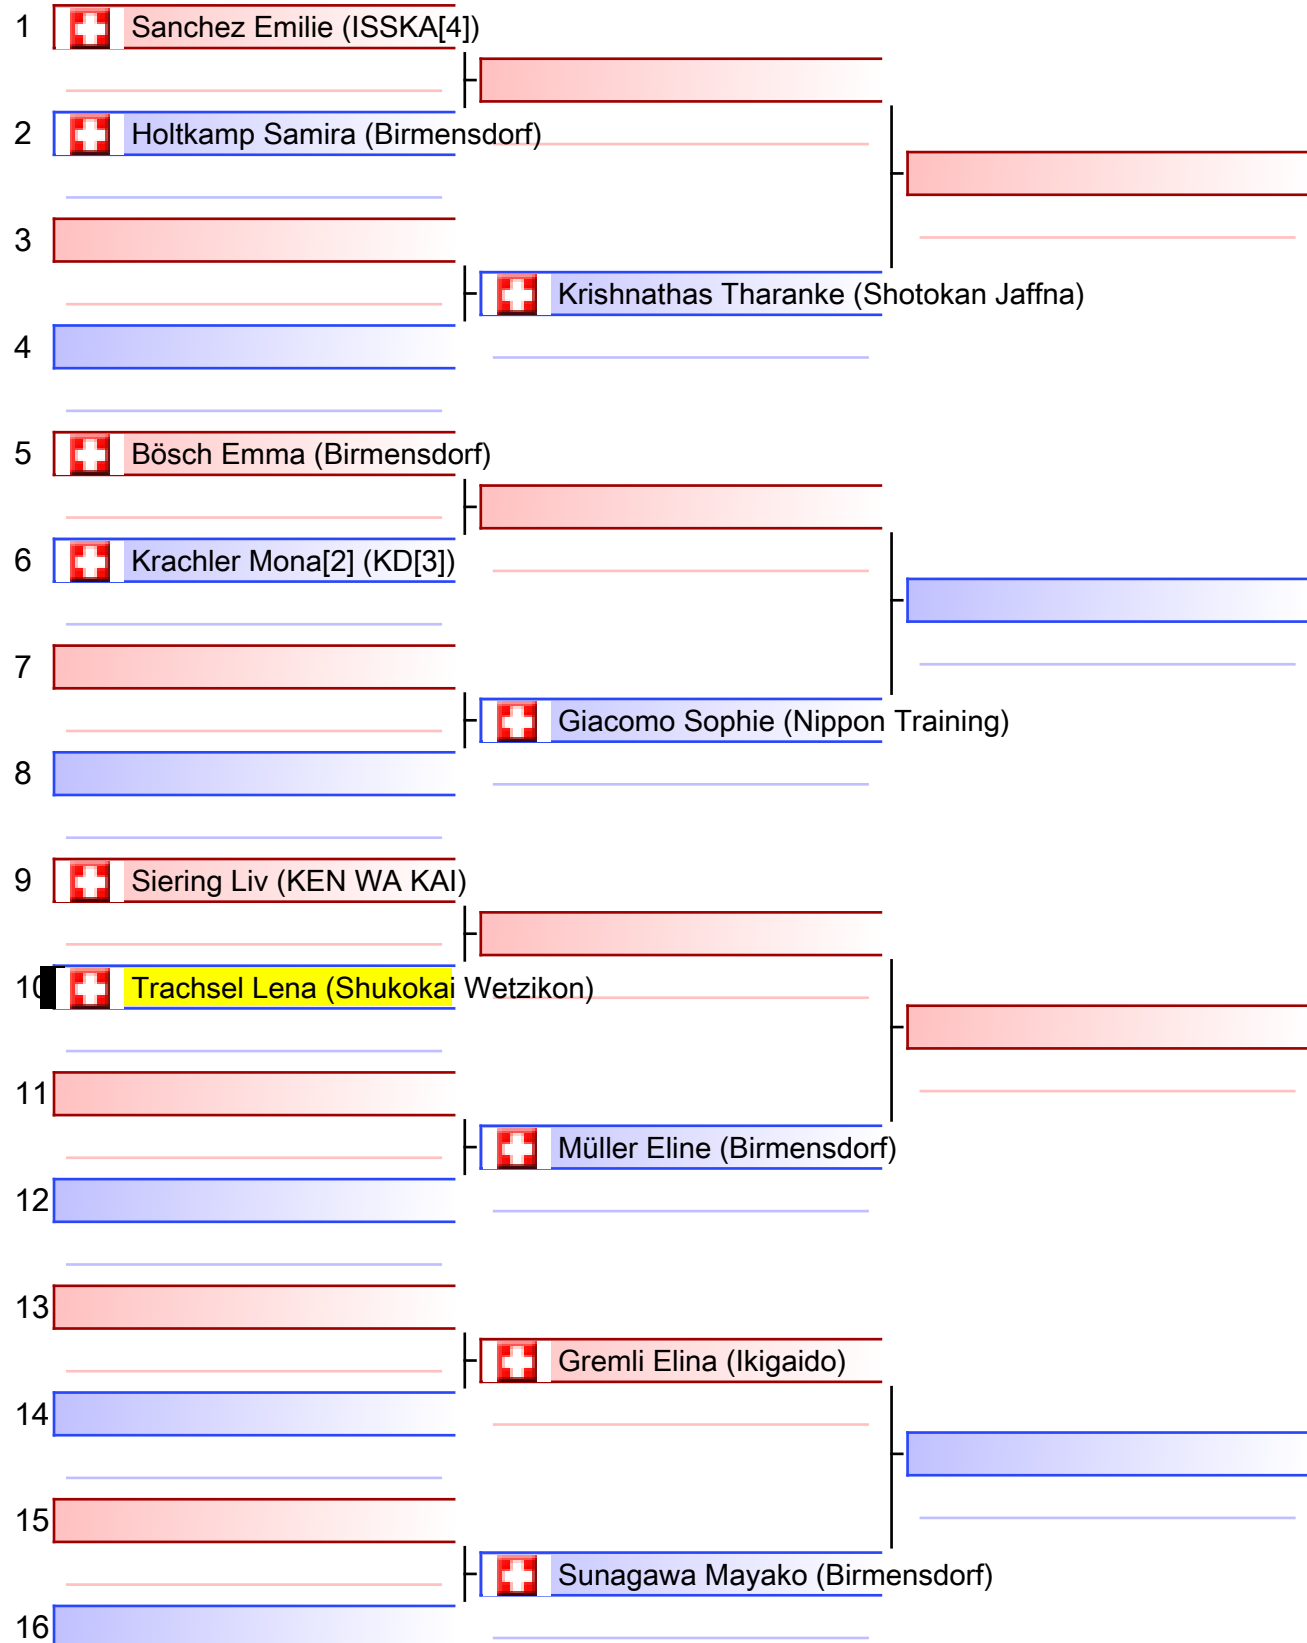 1 Sanchez Emilie (ISSKA[4])
2 Holtkamp Samira (Birmensdorf)
3
Krishnathas Tharanke (Shotokan Jaffna)
4
5 Bösch Emma (Birmensdorf)
6 Krachler Mona[2] (KD[3])
7
Giacomo Sophie (Nippon Training)
8
9 Siering Liv (KEN WA KAI)
10 Trachsel Lena (Shukokai Wetzikon)
11
Müller Eline (Birmensdorf)
12
13
Gremli Elina (Ikigaido)
14
15
Sunagawa Mayako (Birmensdorf)
16